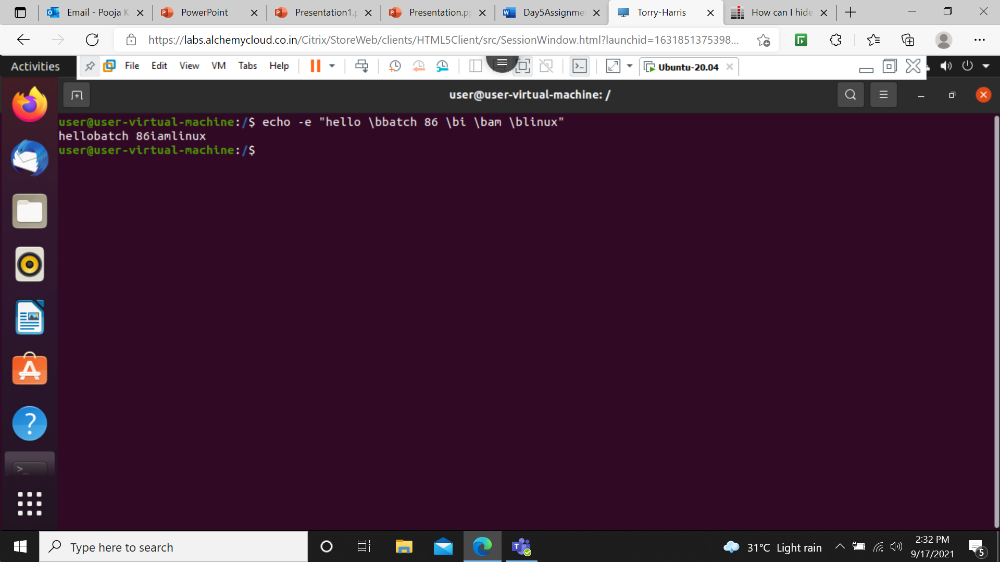 Email - Pooja K
PowerPoint
Presentation1.p
Presentation.pp
Day5Assignme
Torry-Harris
How can I hide
https://labs.alchemycloud.co.in/Citrix/StoreWeb/clients/HTML5Client/src/SessionWindow.html?launchid=1631851375398...
Activities
File Edit View VM Tabs Help
Ubuntu-20.04
user@user-virtual-machine: /
user@user-virtual-machine:/$ echo -e "hello \bbatch 86 \bi \bam \blinux"
hellobatch 86iamlinux
user@user-virtual-machine:/$
Type here to search
31°C Light rain
2:32 PM
9/17/2021
5